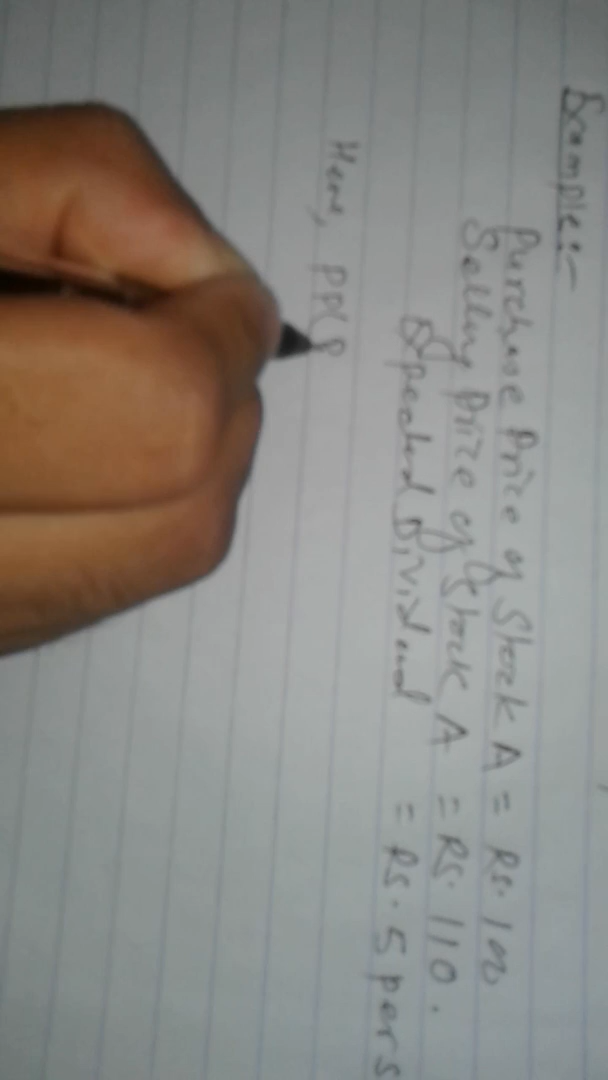 Example:-
Purchase Price of Stock A = Rs. 100
Selling Price of Stock A = Rs. 110.
Expected Dividend = Rs. 5 pers
Here, PP(P